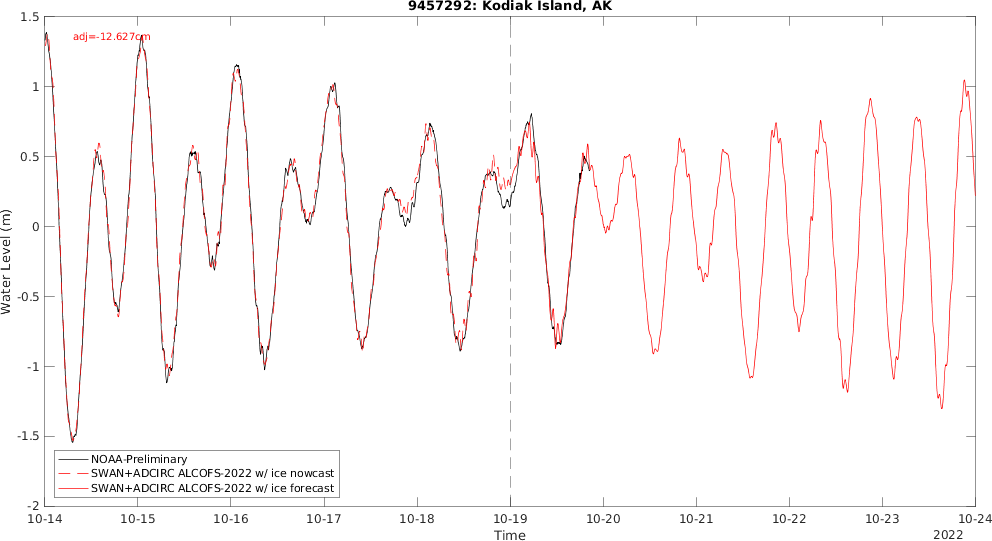 9457292: Kodiak Island, AK
adj=-12.627cm
1.5
1
0.5
0
-0.5
-1
-1.5
-2
Water Level (m)
NOAA-Preliminary
SWAN+ADCIRC ALCOFS-2022 w/ ice nowcast
SWAN+ADCIRC ALCOFS-2022 w/ ice forecast
10-14 10-15 10-16 10-17 10-18 10-19 10-20 10-21 10-22 10-23 10-24
Time
2022